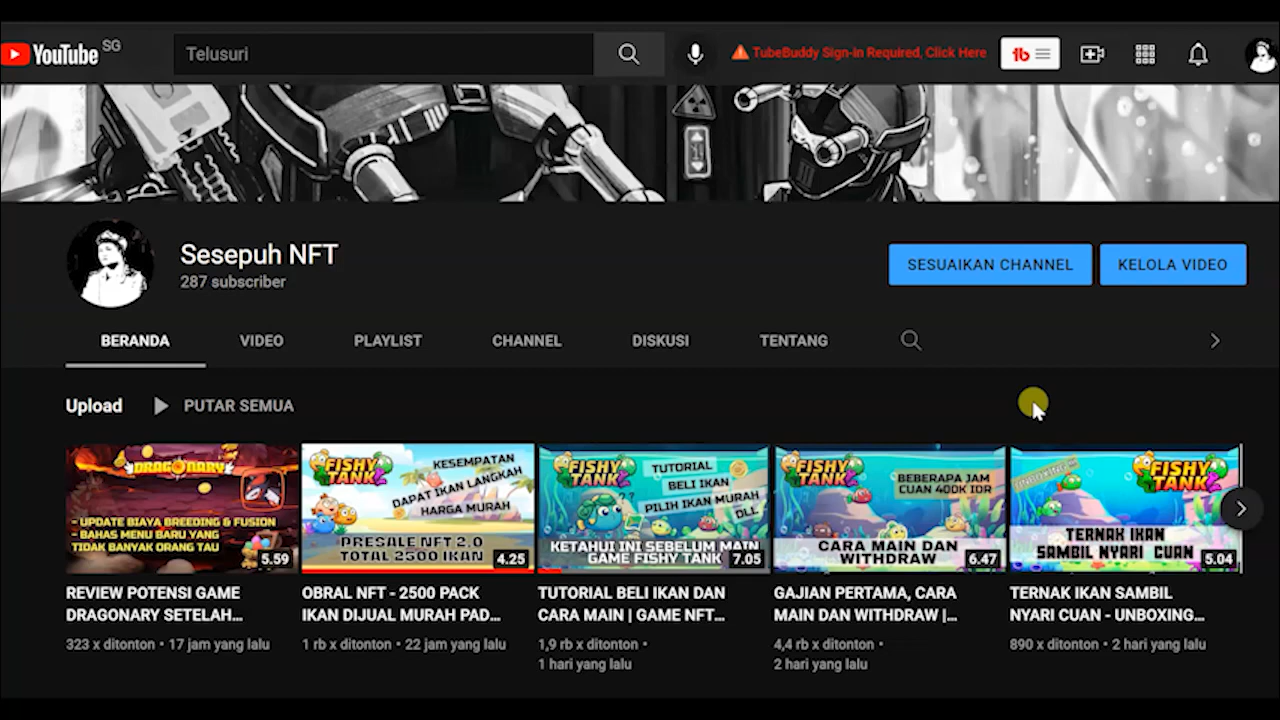 YouTube SG
Telusuri
TubeBuddy Sign-in Required, Click Here
tb
Sesepuh NFT
287 subscriber
SESUAIKAN CHANNEL
KELOLA VIDEO
BERANDA
VIDEO
PLAYLIST
CHANNEL
DISKUSI
TENTANG
Upload
PUTAR SEMUA
DRAGONARY
- UPDATE BIAYA BREEDING & FUSION
- BAHAS MENU BARU YANG
TIDAK BANYAK ORANG TAU
5.59
REVIEW POTENSI GAME
DRAGONARY SETELAH...
323 x ditonton • 17 jam yang lalu
FISHY
TANK
KESEMPATAN
DAPAT IKAN LANGKAH
HARGA MURAH
PRESALE NFT 2.0
TOTAL 2500 IKAN
4.25
OBRAL NFT - 2500 PACK
IKAN DIJUAL MURAH PAD...
1 rb x ditonton • 22 jam yang lalu
FISHY
TANK
TUTORIAL
BELI IKAN
PILIH IKAN MURAH
DLL
KETAHUI INI SEBELUM MAIN
GAME FISHY TANK
7.05
TUTORIAL BELI IKAN DAN
CARA MAIN | GAME NFT...
1,9 rb x ditonton •
1 hari yang lalu
FISHY
TANK
BEBERAPA JAM
CUAN 400K IDR
CARA MAIN DAN
WITHDRAW
6.47
GAJIAN PERTAMA, CARA
MAIN DAN WITHDRAW |...
4,4 rb x ditonton •
2 hari yang lalu
UNBOXING
FISHY
TANK
TERNAK IKAN
SAMBIL NYARI CUAN
5.04
TERNAK IKAN SAMBIL
NYARI CUAN - UNBOXING...
890 x ditonton • 2 hari yang lalu